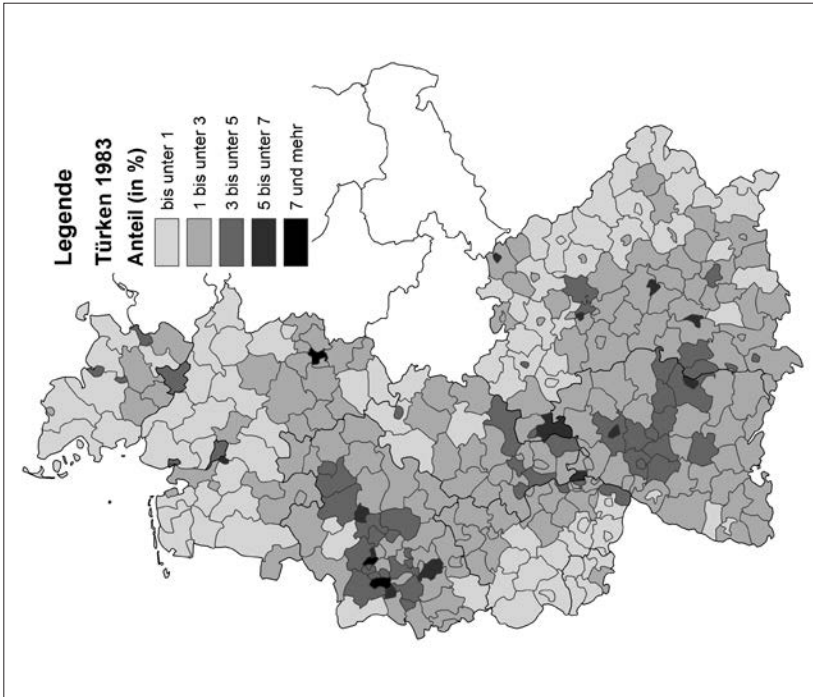 Legende
Türken 1983
Anteil (in %)
bis unter 1
1 bis unter 3
3 bis unter 5
5 bis unter 7
7 und mehr